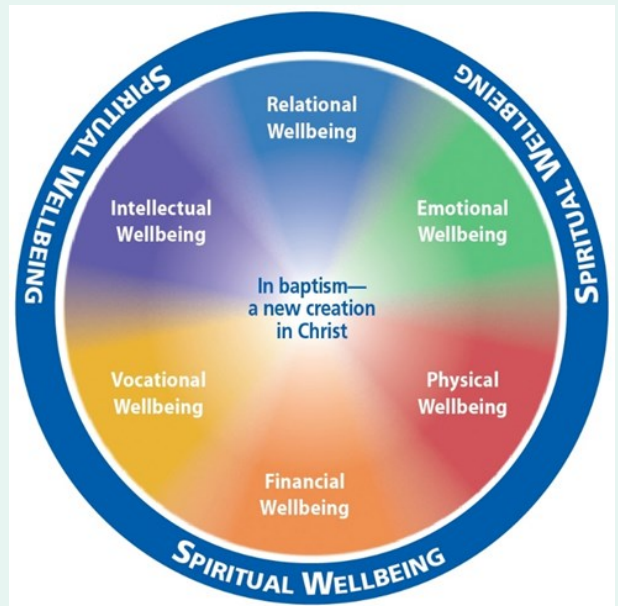 SPIRITUAL WELLBEING
SPIRITUAL WELLBEING
Relational
Wellbeing
Intellectual
Wellbeing
Emotional
Wellbeing
In baptism—
a new creation
in Christ
Vocational
Wellbeing
Physical
Wellbeing
Financial
Wellbeing
SPIRITUAL WELLBEING